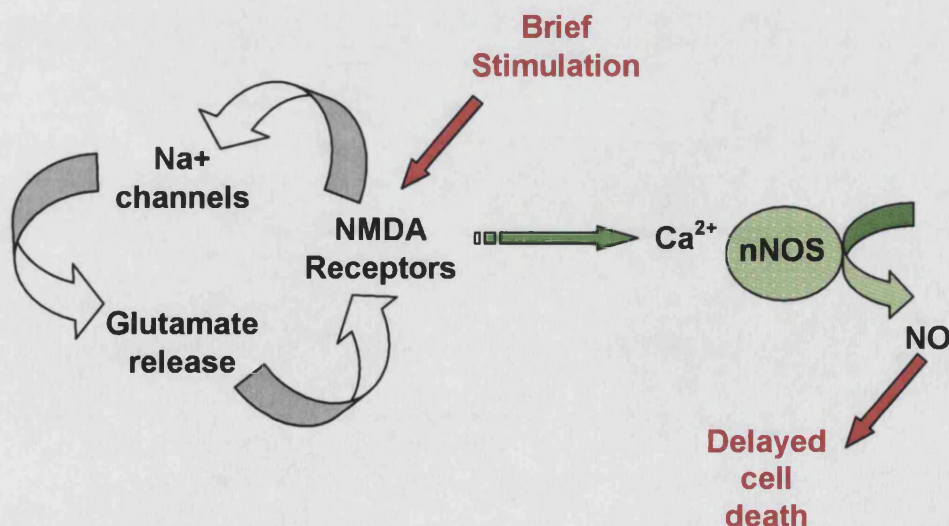 Brief
Stimulation
Na+
channels
NMDA
Receptors
Ca²⁺
nNOS
Glutamate
release
NO
Delayed
cell
death